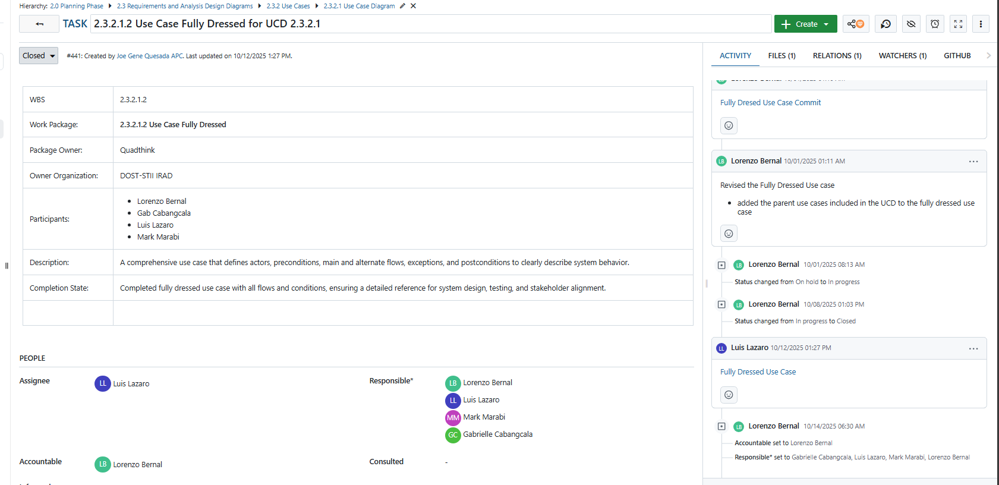 Hierarchy: 2.0 Planning Phase 2.3 Requirements and Analysis Design Diagrams 2.3.2 Use Cases 2.3.2.1 Use Case Diagram
TASK 2.3.2.1.2 Use Case Fully Dressed for UCD 2.3.2.1
Create
Closed
#441: Created by Joe Gene Quesada APC. Last updated on 10/12/2025 1:27 PM.
WBS 2.3.2.1.2
Work Package: 2.3.2.1.2 Use Case Fully Dressed
Package Owner: Quadthink
Owner Organization: DOST-STII IRAD
Participants:
Lorenzo Bernal
Gab Cabangcala
Luis Lazaro
Mark Marabi
Description: A comprehensive use case that defines actors, preconditions, main and alternate flows, exceptions, and postconditions to clearly describe system behavior.
Completion State: Completed fully dressed use case with all flows and conditions, ensuring a detailed reference for system design, testing, and stakeholder alignment.
PEOPLE
Assignee LL Luis Lazaro
Responsible*
LB Lorenzo Bernal
LL Luis Lazaro
MM Mark Marabi
GC Gabrielle Cabangcala
Accountable LB Lorenzo Bernal
Consulted -
ACTIVITY FILES (1) RELATIONS (1) WATCHERS (1) GITHUB
Lorenzo Bernal
Fully Dresed Use Case Commit
LB Lorenzo Bernal 10/01/2025 01:11 AM
Revised the Fully Dressed Use case
added the parent use cases included in the UCD to the fully dressed use
case
LB Lorenzo Bernal 10/01/2025 08:13 AM
Status changed from On hold to In progress
LB Lorenzo Bernal 10/08/2025 01:03 PM
Status changed from In progress to Closed
LL Luis Lazaro 10/12/2025 01:27 PM
Fully Dressed Use Case
LB Lorenzo Bernal 10/14/2025 06:30 AM
Accountable set to Lorenzo Bernal
Responsible* set to Gabrielle Cabangcala, Luis Lazaro, Mark Marabi, Lorenzo Bernal